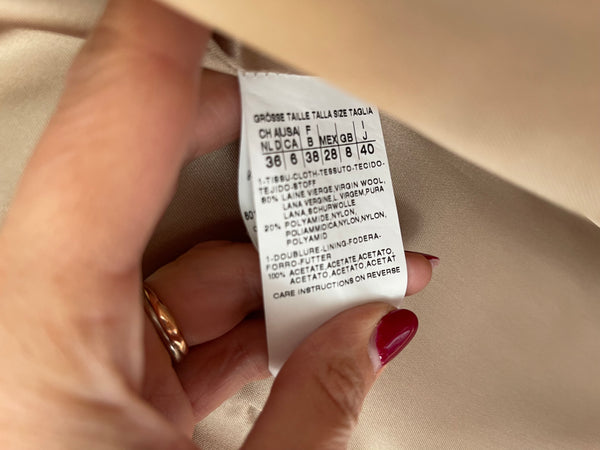 GRÖSSE TAILLE TALLA SIZE TAGLIA
CH A USA F I
NL D CA B MEX GB J
36 6 38 28 8 40
1-TISSU-CLOTH-TESSUTO-TECIDO-
TEJIDO-STOFF
80% LAINE VIERGE,VIRGIN WOOL,
LANA VERGINE,L VIRGEM,PURA
LANA,SCHURWOLLE
20% POLYAMIDE,NYLON,
POLIAMMIDICA,NYLON,NYLON,
POLYAMID
1-DOUBLURE-LINING-FODERA-
FORRO-FUTTER
100% ACETATE,ACETATE,ACETATO,
ACETATO,ACETATO,ACETAT
CARE INSTRUCTIONS ON REVERSE